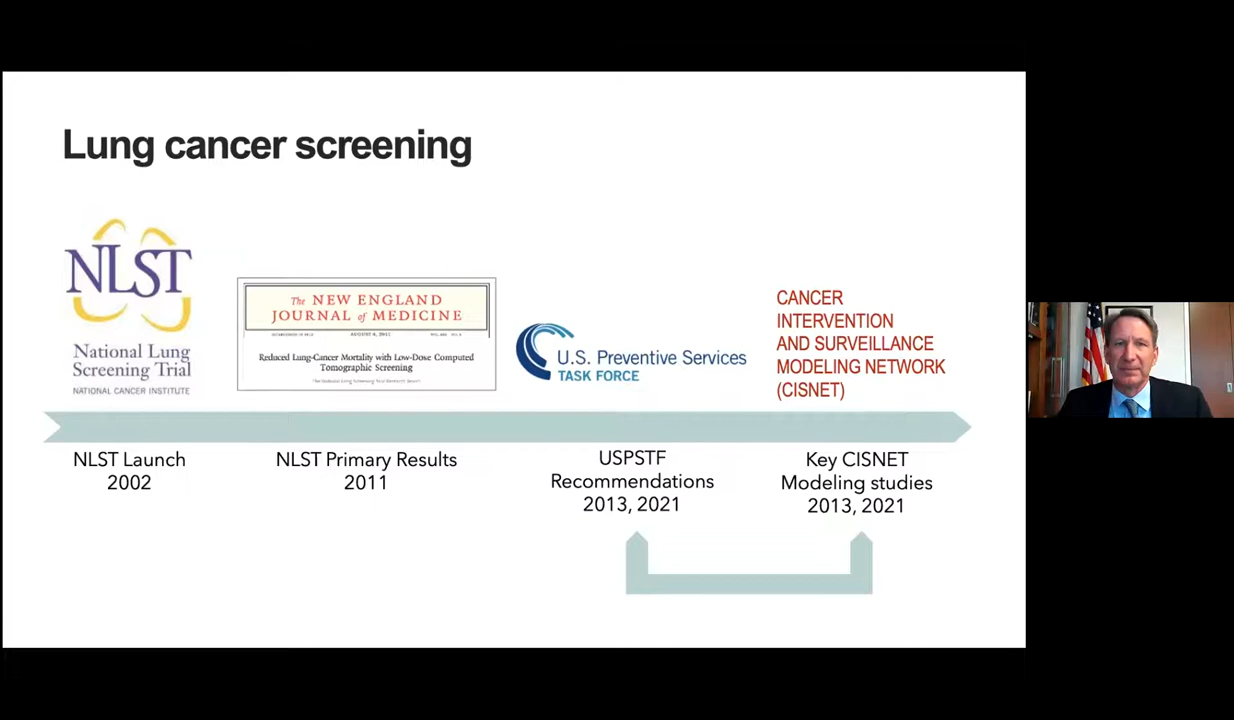 Lung cancer screening
NLST
National Lung
Screening Trial
NATIONAL CANCER INSTITUTE
The NEW ENGLAND
JOURNAL of MEDICINE
Reduced Lung-Cancer Mortality with Low-Dose Computed
Tomographic Screening
U.S. Preventive Services
TASK FORCE
CANCER
INTERVENTION
AND SURVEILLANCE
MODELING NETWORK
(CISNET)
NLST Launch
2002
NLST Primary Results
2011
USPSTF
Recommendations
2013, 2021
Key CISNET
Modeling studies
2013, 2021